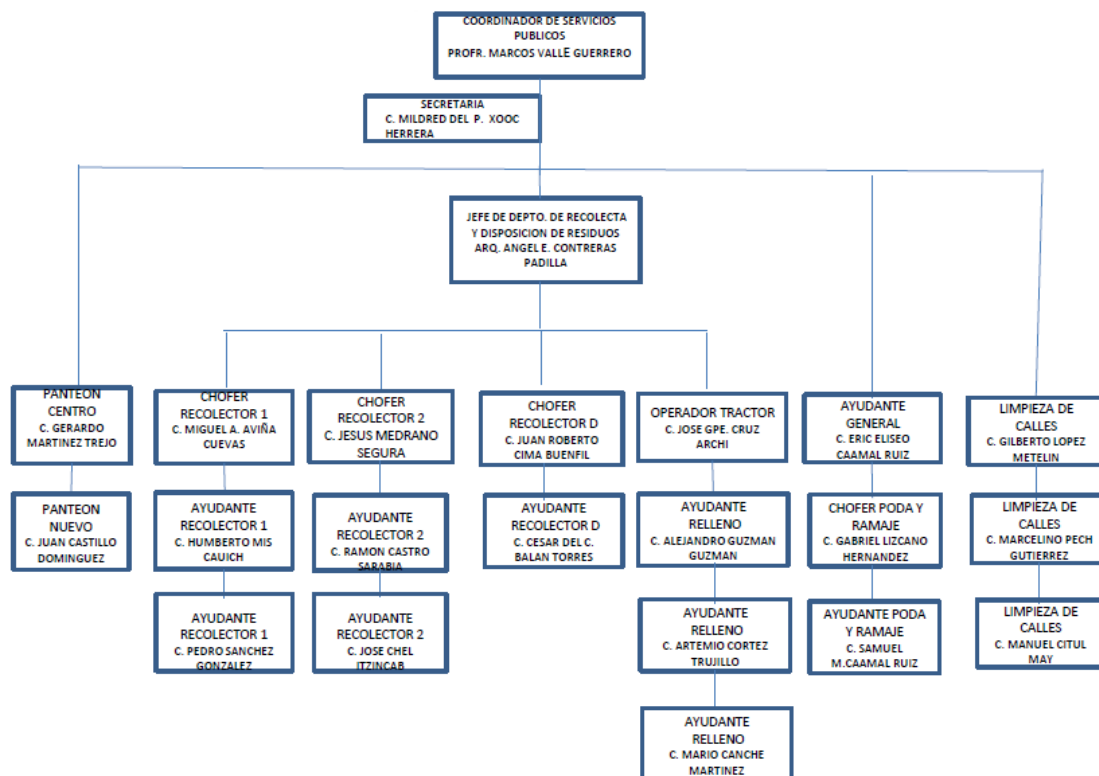 COORDINADOR DE SERVICIOS
PUBLICOS
PROFR. MARCOS VALLE GUERRERO
SECRETARIA
C. MILDRED DEL P. XOOC
HERRERA
JEFE DE DEPTO. DE RECOLECTA
Y DISPOSICION DE RESIDUOS
ARQ. ANGEL E. CONTRERAS
PADILLA
PANTEON
CENTRO
C. GERARDO
MARTINEZ TREJO
CHOFER
RECOLECTOR 1
C. MIGUEL A. AVIÑA
CUEVAS
CHOFER
RECOLECTOR 2
C. JESUS MEDRANO
SEGURA
CHOFER
RECOLECTOR D
C. JUAN ROBERTO
CIMA BUENFIL
OPERADOR TRACTOR
C. JOSE GPE. CRUZ
ARCHI
AYUDANTE
GENERAL
C. ERIC ELISEO
CAAMAL RUIZ
LIMPIEZA DE
CALLES
C. GILBERTO LOPEZ
METELIN
PANTEON
NUEVO
C. JUAN CASTILLO
DOMINGUEZ
AYUDANTE
RECOLECTOR 1
C. HUMBERTO MIS
CAUICH
AYUDANTE
RECOLECTOR 2
C. RAMON CASTRO
SARABIA
AYUDANTE
RECOLECTOR D
C. CESAR DEL C.
BALAN TORRES
AYUDANTE
RELLENO
C. ALEJANDRO GUZMAN
GUZMAN
CHOFER PODA Y
RAMAJE
C. GABRIEL LIZCANO
HERNANDEZ
LIMPIEZA DE
CALLES
C. MARCELINO PECH
GUTIERREZ
AYUDANTE
RECOLECTOR 1
C. PEDRO SANCHEZ
GONZALEZ
AYUDANTE
RECOLECTOR 2
C. JOSE CHEL
ITZINCAB
AYUDANTE
RELLENO
C. ARTEMIO CORTEZ
TRUJILLO
AYUDANTE PODA
Y RAMAJE
C. SAMUEL
M.CAAMAL RUIZ
LIMPIEZA DE
CALLES
C. MANUEL CITUL
MAY
AYUDANTE
RELLENO
C. MARIO CANCHE
MARTINEZ